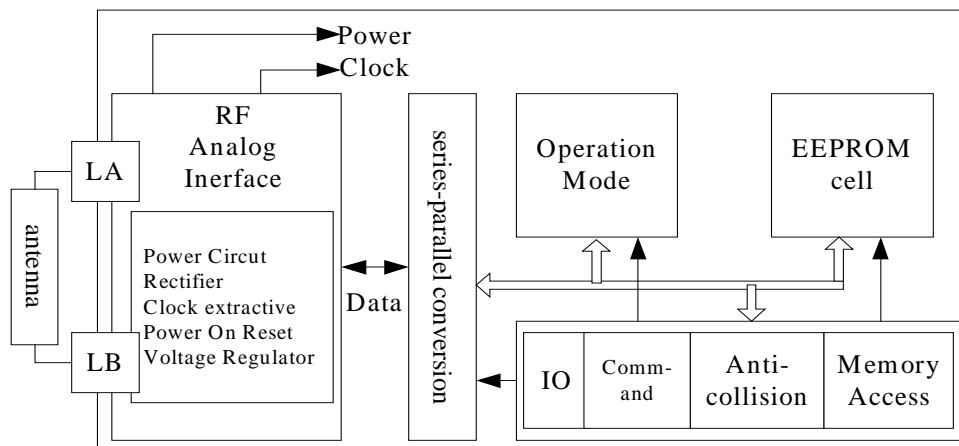 Power
Clock
RF
Analog
Inerface
LA
antenna
LB
Power Circut
Rectifier
Clock extractive
Power On Reset
Voltage Regulator
Data
series-parallel conversion
Operation
Mode
EEPROM
cell
IO
Comm-
and
Anti-
collision
Memory
Access